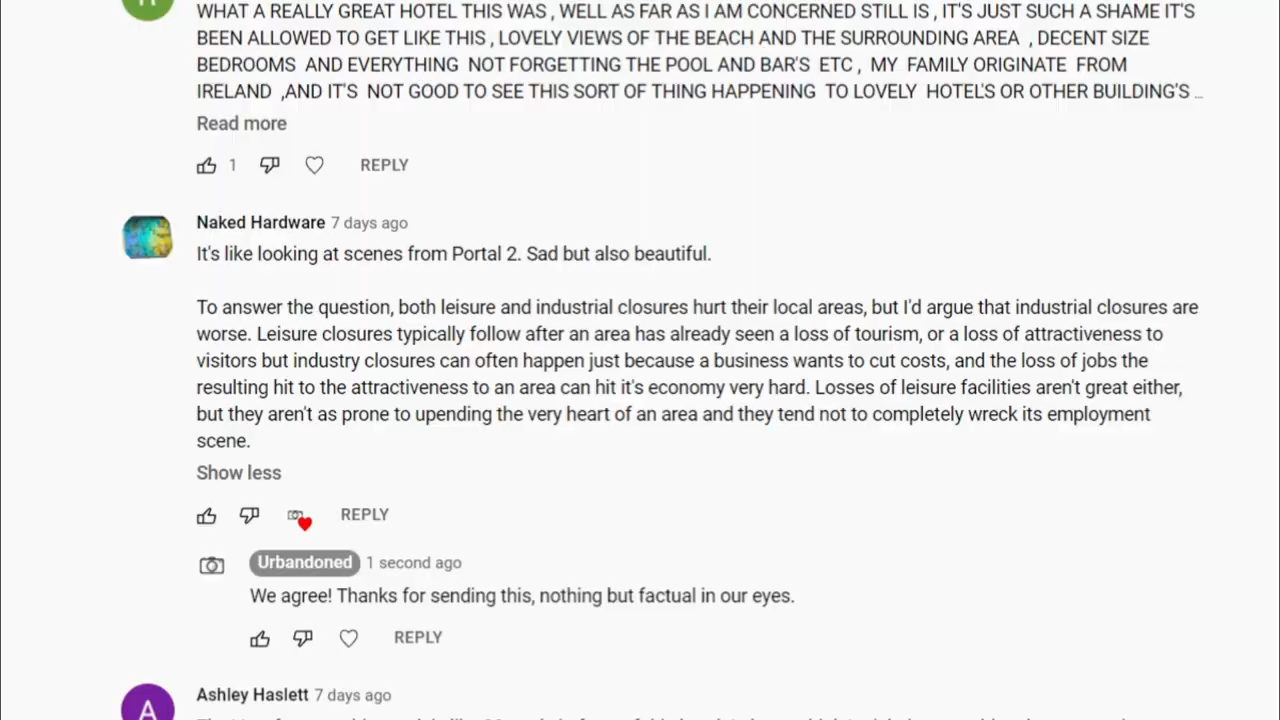 WHAT A REALLY GREAT HOTEL THIS WAS , WELL AS FAR AS I AM CONCERNED STILL IS , IT'S JUST SUCH A SHAME IT'S
BEEN ALLOWED TO GET LIKE THIS , LOVELY VIEWS OF THE BEACH AND THE SURROUNDING AREA , DECENT SIZE
BEDROOMS AND EVERYTHING NOT FORGETTING THE POOL AND BAR'S ETC , MY FAMILY ORIGINATE FROM
IRELAND ,AND IT'S NOT GOOD TO SEE THIS SORT OF THING HAPPENING TO LOVELY HOTEL'S OR OTHER BUILDING'S ...
Read more
1 REPLY
Naked Hardware 7 days ago
It's like looking at scenes from Portal 2. Sad but also beautiful.
To answer the question, both leisure and industrial closures hurt their local areas, but I'd argue that industrial closures are
worse. Leisure closures typically follow after an area has already seen a loss of tourism, or a loss of attractiveness to
visitors but industry closures can often happen just because a business wants to cut costs, and the loss of jobs the
resulting hit to the attractiveness to an area can hit it's economy very hard. Losses of leisure facilities aren't great either,
but they aren't as prone to upending the very heart of an area and they tend not to completely wreck its employment
scene.
Show less
REPLY
Urbandoned 1 second ago
We agree! Thanks for sending this, nothing but factual in our eyes.
REPLY
A
Ashley Haslett 7 days ago